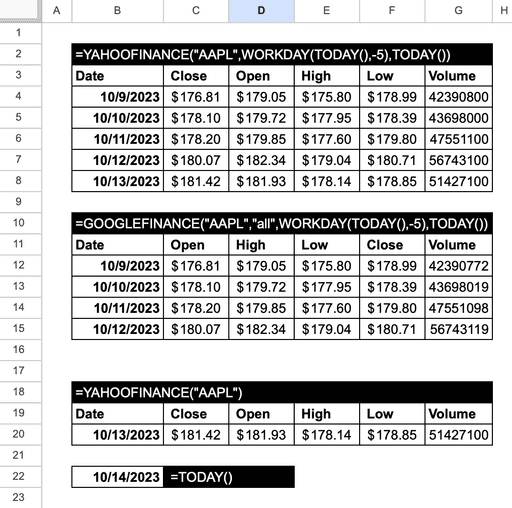 A B C D E F G H
1
2 =YAHOOFINANCE("AAPL",WORKDAY(TODAY(),-5),TODAY())
3 Date Close Open High Low Volume
4 10/9/2023 $176.81 $179.05 $175.80 $178.99 42390800
5 10/10/2023 $178.10 $179.72 $177.95 $178.39 43698000
6 10/11/2023 $178.20 $179.85 $177.60 $179.80 47551100
7 10/12/2023 $180.07 $182.34 $179.04 $180.71 56743100
8 10/13/2023 $181.42 $181.93 $178.14 $178.85 51427100
9
10 =GOOGLEFINANCE("AAPL","all",WORKDAY(TODAY(),-5),TODAY())
11 Date Open High Low Close Volume
12 10/9/2023 $176.81 $179.05 $175.80 $178.99 42390772
13 10/10/2023 $178.10 $179.72 $177.95 $178.39 43698019
14 10/11/2023 $178.20 $179.85 $177.60 $179.80 47551098
15 10/12/2023 $180.07 $182.34 $179.04 $180.71 56743119
16
17
18 =YAHOOFINANCE("AAPL")
19 Date Close Open High Low Volume
20 10/13/2023 $181.42 $181.93 $178.14 $178.85 51427100
21
22 10/14/2023 =TODAY()
23